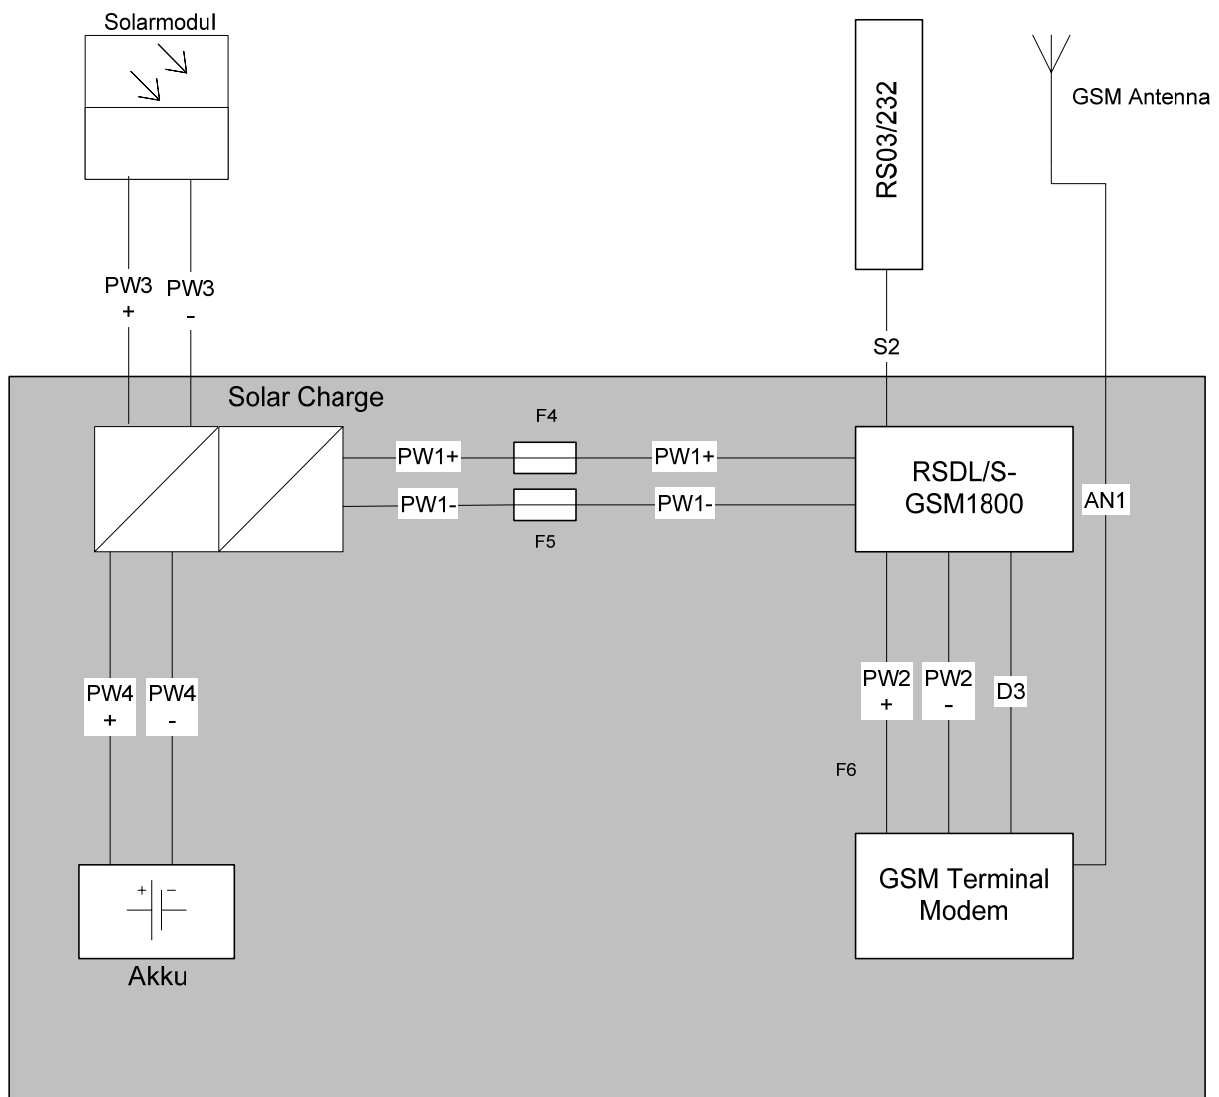 Solarmodul
RS03/232
GSM Antenna
PW3
+
PW3
-
S2
Solar Charge
F4
PW1+
PW1+
PW1-
PW1-
F5
RSDL/S-
GSM1800
AN1
PW4
+
PW4
-
PW2
+
PW2
-
D3
F6
+
-
Akku
GSM Terminal
Modem